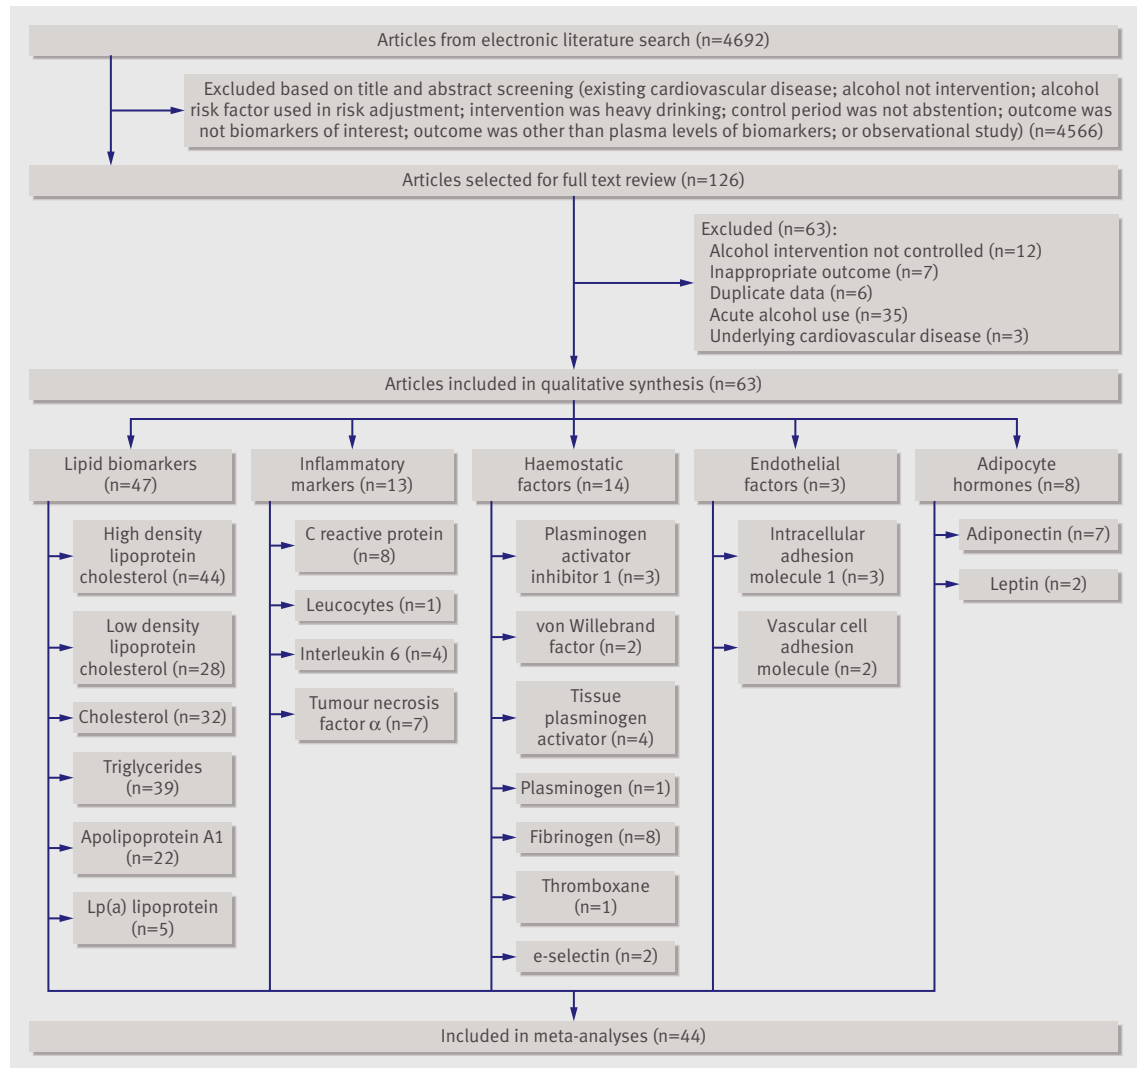 Articles from electronic literature search (n=4692)
Excluded based on title and abstract screening (existing cardiovascular disease; alcohol not intervention; alcohol
risk factor used in risk adjustment; intervention was heavy drinking; control period was not abstention; outcome was
not biomarkers of interest; outcome was other than plasma levels of biomarkers; or observational study) (n=4566)
Articles selected for full text review (n=126)
Excluded (n=63):
Alcohol intervention not controlled (n=12)
Inappropriate outcome (n=7)
Duplicate data (n=6)
Acute alcohol use (n=35)
Underlying cardiovascular disease (n=3)
Articles included in qualitative synthesis (n=63)
Lipid biomarkers
(n=47)
High density
lipoprotein
cholesterol (n=44)
Low density
lipoprotein
cholesterol (n=28)
Cholesterol (n=32)
Triglycerides
(n=39)
Apolipoprotein A1
(n=22)
Lp(a) lipoprotein
(n=5)
Inflammatory
markers (n=13)
C reactive protein
(n=8)
Leucocytes (n=1)
Interleukin 6 (n=4)
Tumour necrosis
factor α (n=7)
Haemostatic
factors (n=14)
Plasminogen
activator
inhibitor 1 (n=3)
von Willebrand
factor (n=2)
Tissue
plasminogen
activator (n=4)
Plasminogen (n=1)
Fibrinogen (n=8)
Thromboxane
(n=1)
e-selectin (n=2)
Endothelial
factors (n=3)
Intracellular
adhesion
molecule 1 (n=3)
Vascular cell
adhesion
molecule (n=2)
Adipocyte
hormones (n=8)
Adiponectin (n=7)
Leptin (n=2)
Included in meta-analyses (n=44)